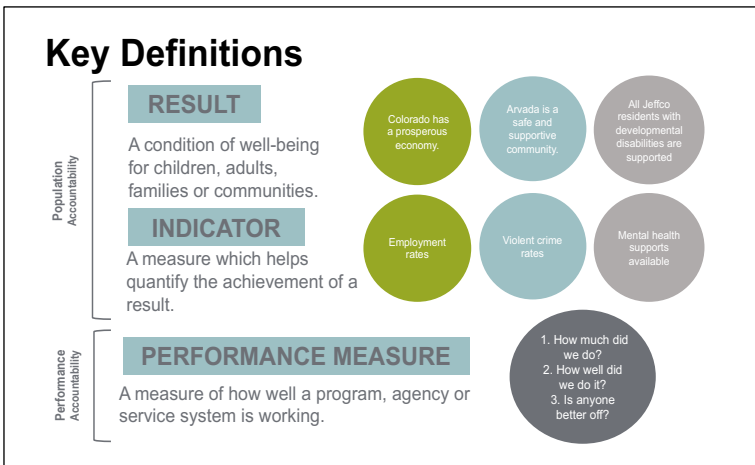 Key Definitions
Population
Accountability
RESULT
A condition of well-being
for children, adults,
families or communities.
Colorado has
a prosperous
economy.
Arvada is a
safe and
supportive
community.
All Jeffco
residents with
developmental
disabilities are
supported
INDICATOR
A measure which helps
quantify the achievement of a
result.
Employment
rates
Violent crime
rates
Mental health
supports
available
Performance
Accountability
PERFORMANCE MEASURE
A measure of how well a program, agency or
service system is working.
1. How much did
we do?
2. How well did
we do it?
3. Is anyone
better off?